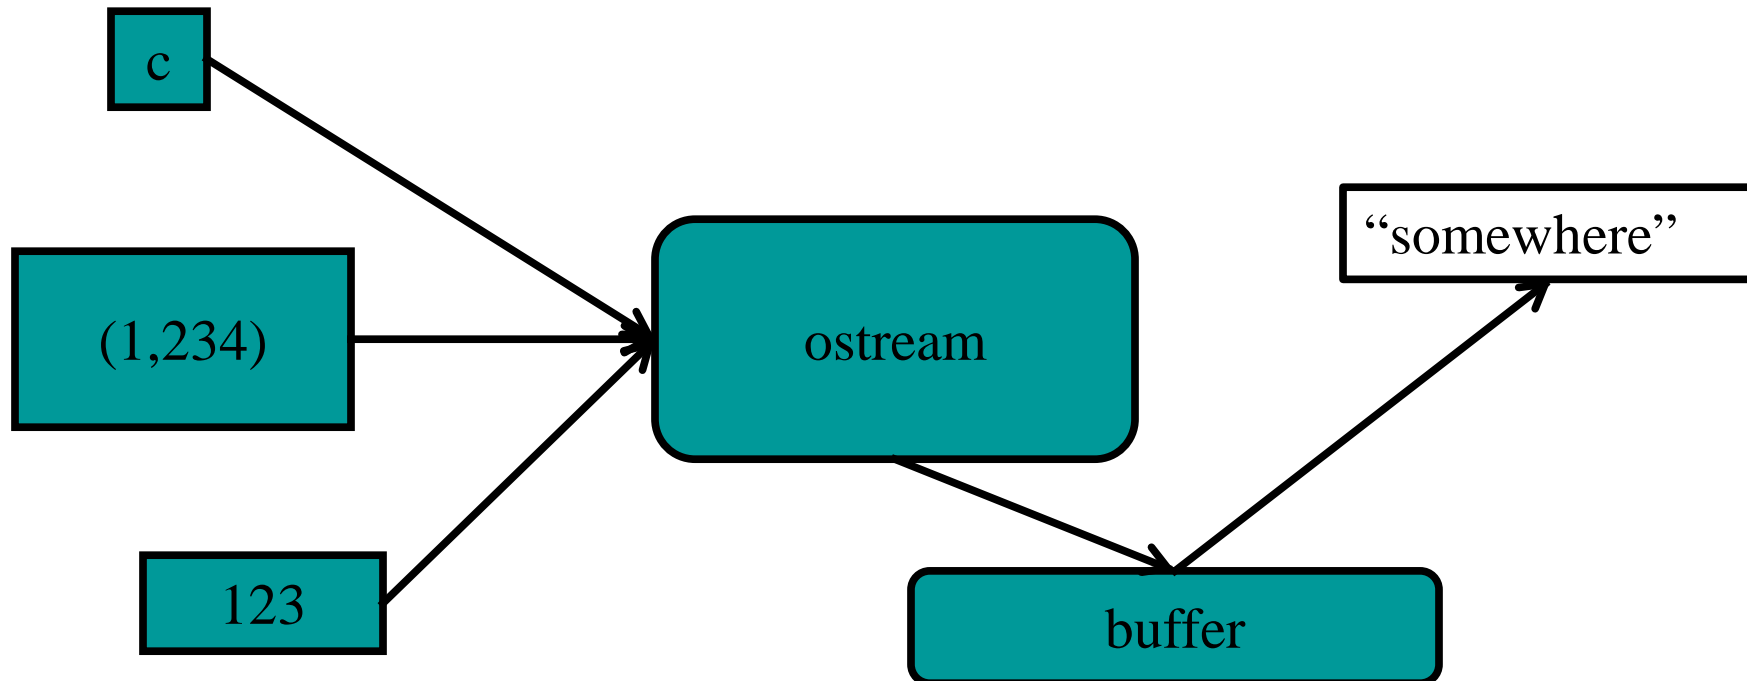 c
“somewhere”
(1,234)
ostream
123
buffer